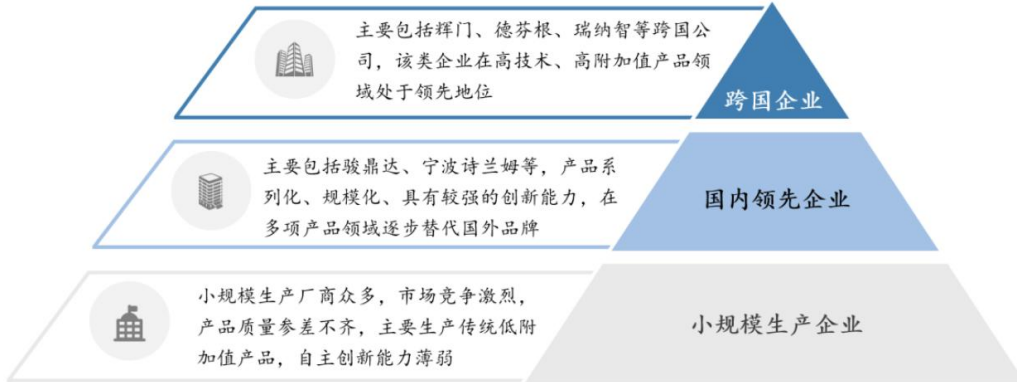 主要包括辉门、德芬根、瑞纳智等跨国公
司，该类企业在高技术、高附加值产品领
域处于领先地位
跨国企业
主要包括骏鼎达、宁波诗兰姆等，产品系
列化、规模化、具有较强的创新能力，在
多项产品领域逐步替代国外品牌
国内领先企业
小规模生产厂商众多，市场竞争激烈，
产品质量参差不齐，主要生产传统低附
加值产品，自主创新能力薄弱
小规模生产企业